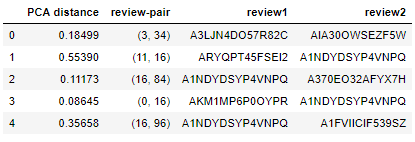 PCA distance review-pair review1 review2
0 0.18499 (3, 34) A3LJN4DO57R82C AIA30OWSEZF5W
1 0.55390 (11, 16) ARYQPT45FSEI2 A1NDYDSYP4VNPQ
2 0.11173 (16, 84) A1NDYDSYP4VNPQ A370EO32AFYX7H
3 0.08645 (0, 16) AKM1MP6P0OYPR A1NDYDSYP4VNPQ
4 0.35658 (16, 96) A1NDYDSYP4VNPQ A1FVIICIF539SZ